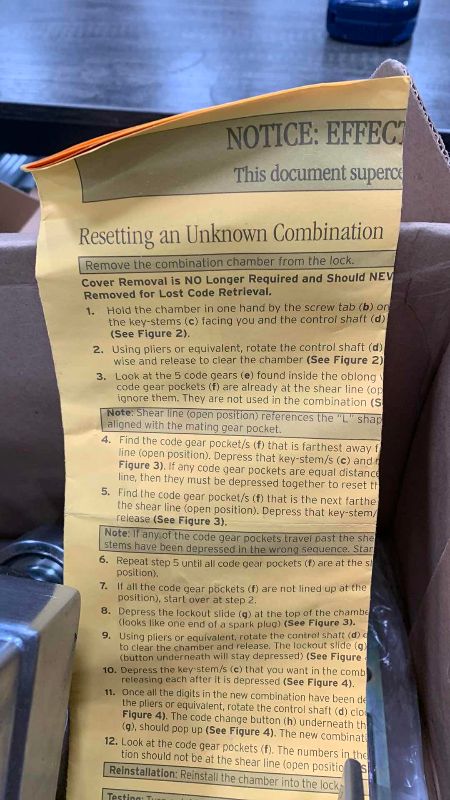 NOTICE: EFFECT
This document superce
Resetting an Unknown Combination
Remove the combination chamber from the lock.
Cover Removal is NO Longer Required and Should NEV
Removed for Lost Code Retrieval.
1. Hold the chamber in one hand by the screw tab (b) on
the key-stems (c) facing you and the control shaft (d)
(See Figure 2).
2. Using pliers or equivalent, rotate the control shaft (d)
wise and release to clear the chamber (See Figure 2)
3. Look at the 5 code gears (e) found inside the oblong
code gear pockets (f) are already at the shear line (op
ignore them. They are not used in the combination (S
Note: Shear line (open position) references the "L" shap
aligned with the mating gear pocket.
4. Find the code gear pocket/s (f) that is farthest away f
line (open position). Depress that key-stem/s (c) and
Figure 3). If any code gear pockets are equal distance
line, then they must be depressed together to reset th
5. Find the code gear pocket/s (f) that is the next farthe
the shear line (open position). Depress that key-stem/
release (See Figure 3).
Note: If any of the code gear pockets travel past the she
stems have been depressed in the wrong sequence. Star
6. Repeat step 5 until all code gear pockets (f) are at the sh
position).
7. If all the code gear pockets (f) are not lined up at the
position), start over at step 2.
8. Depress the lockout slide (g) at the top of the chambe
(looks like one end of a spark plug) (See Figure 3).
9. Using pliers or equivalent, rotate the control shaft (d) c
to clear the chamber and release. The lockout slide (g)
(button underneath will stay depressed) (See Figure
10. Depress the key-stem/s (c) that you want in the comb
releasing each after it is depressed (See Figure 4).
11. Once all the digits in the new combination have been de
the pliers or equivalent, rotate the control shaft (d) clo
Figure 4). The code change button (h) underneath th
(g), should pop up (See Figure 4). The new combinati
12. Look at the code gear pockets (f). The numbers in the
tion should not be at the shear line (open positio
Reinstallation: Reinstall the chamber into the lock
Testing: